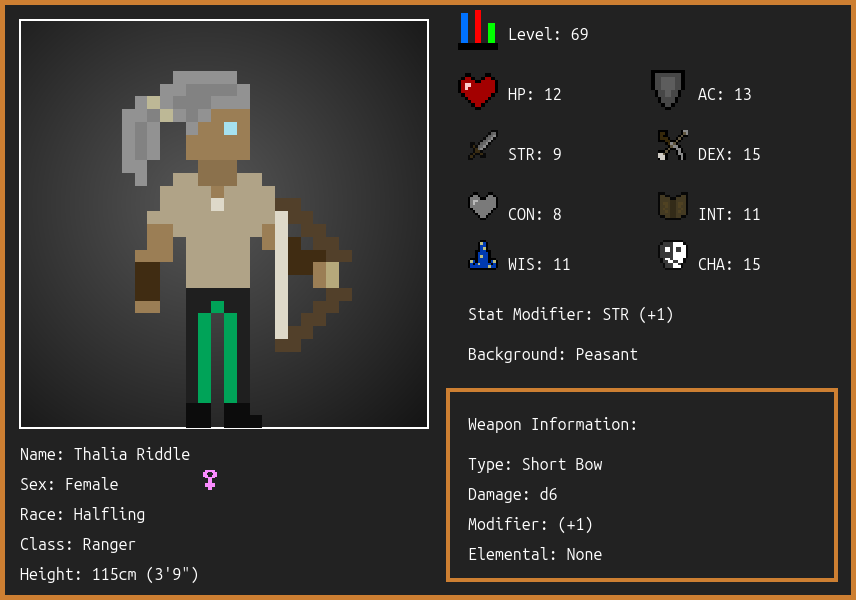 Level: 69
HP: 12
AC: 13
STR: 9
DEX: 15
CON: 8
INT: 11
WIS: 11
CHA: 15
Stat Modifier: STR (+1)
Background: Peasant
Weapon Information:
Type: Short Bow
Damage: d6
Modifier: (+1)
Elemental: None
Name: Thalia Riddle
Sex: Female
Race: Halfling
Class: Ranger
Height: 115cm (3'9")